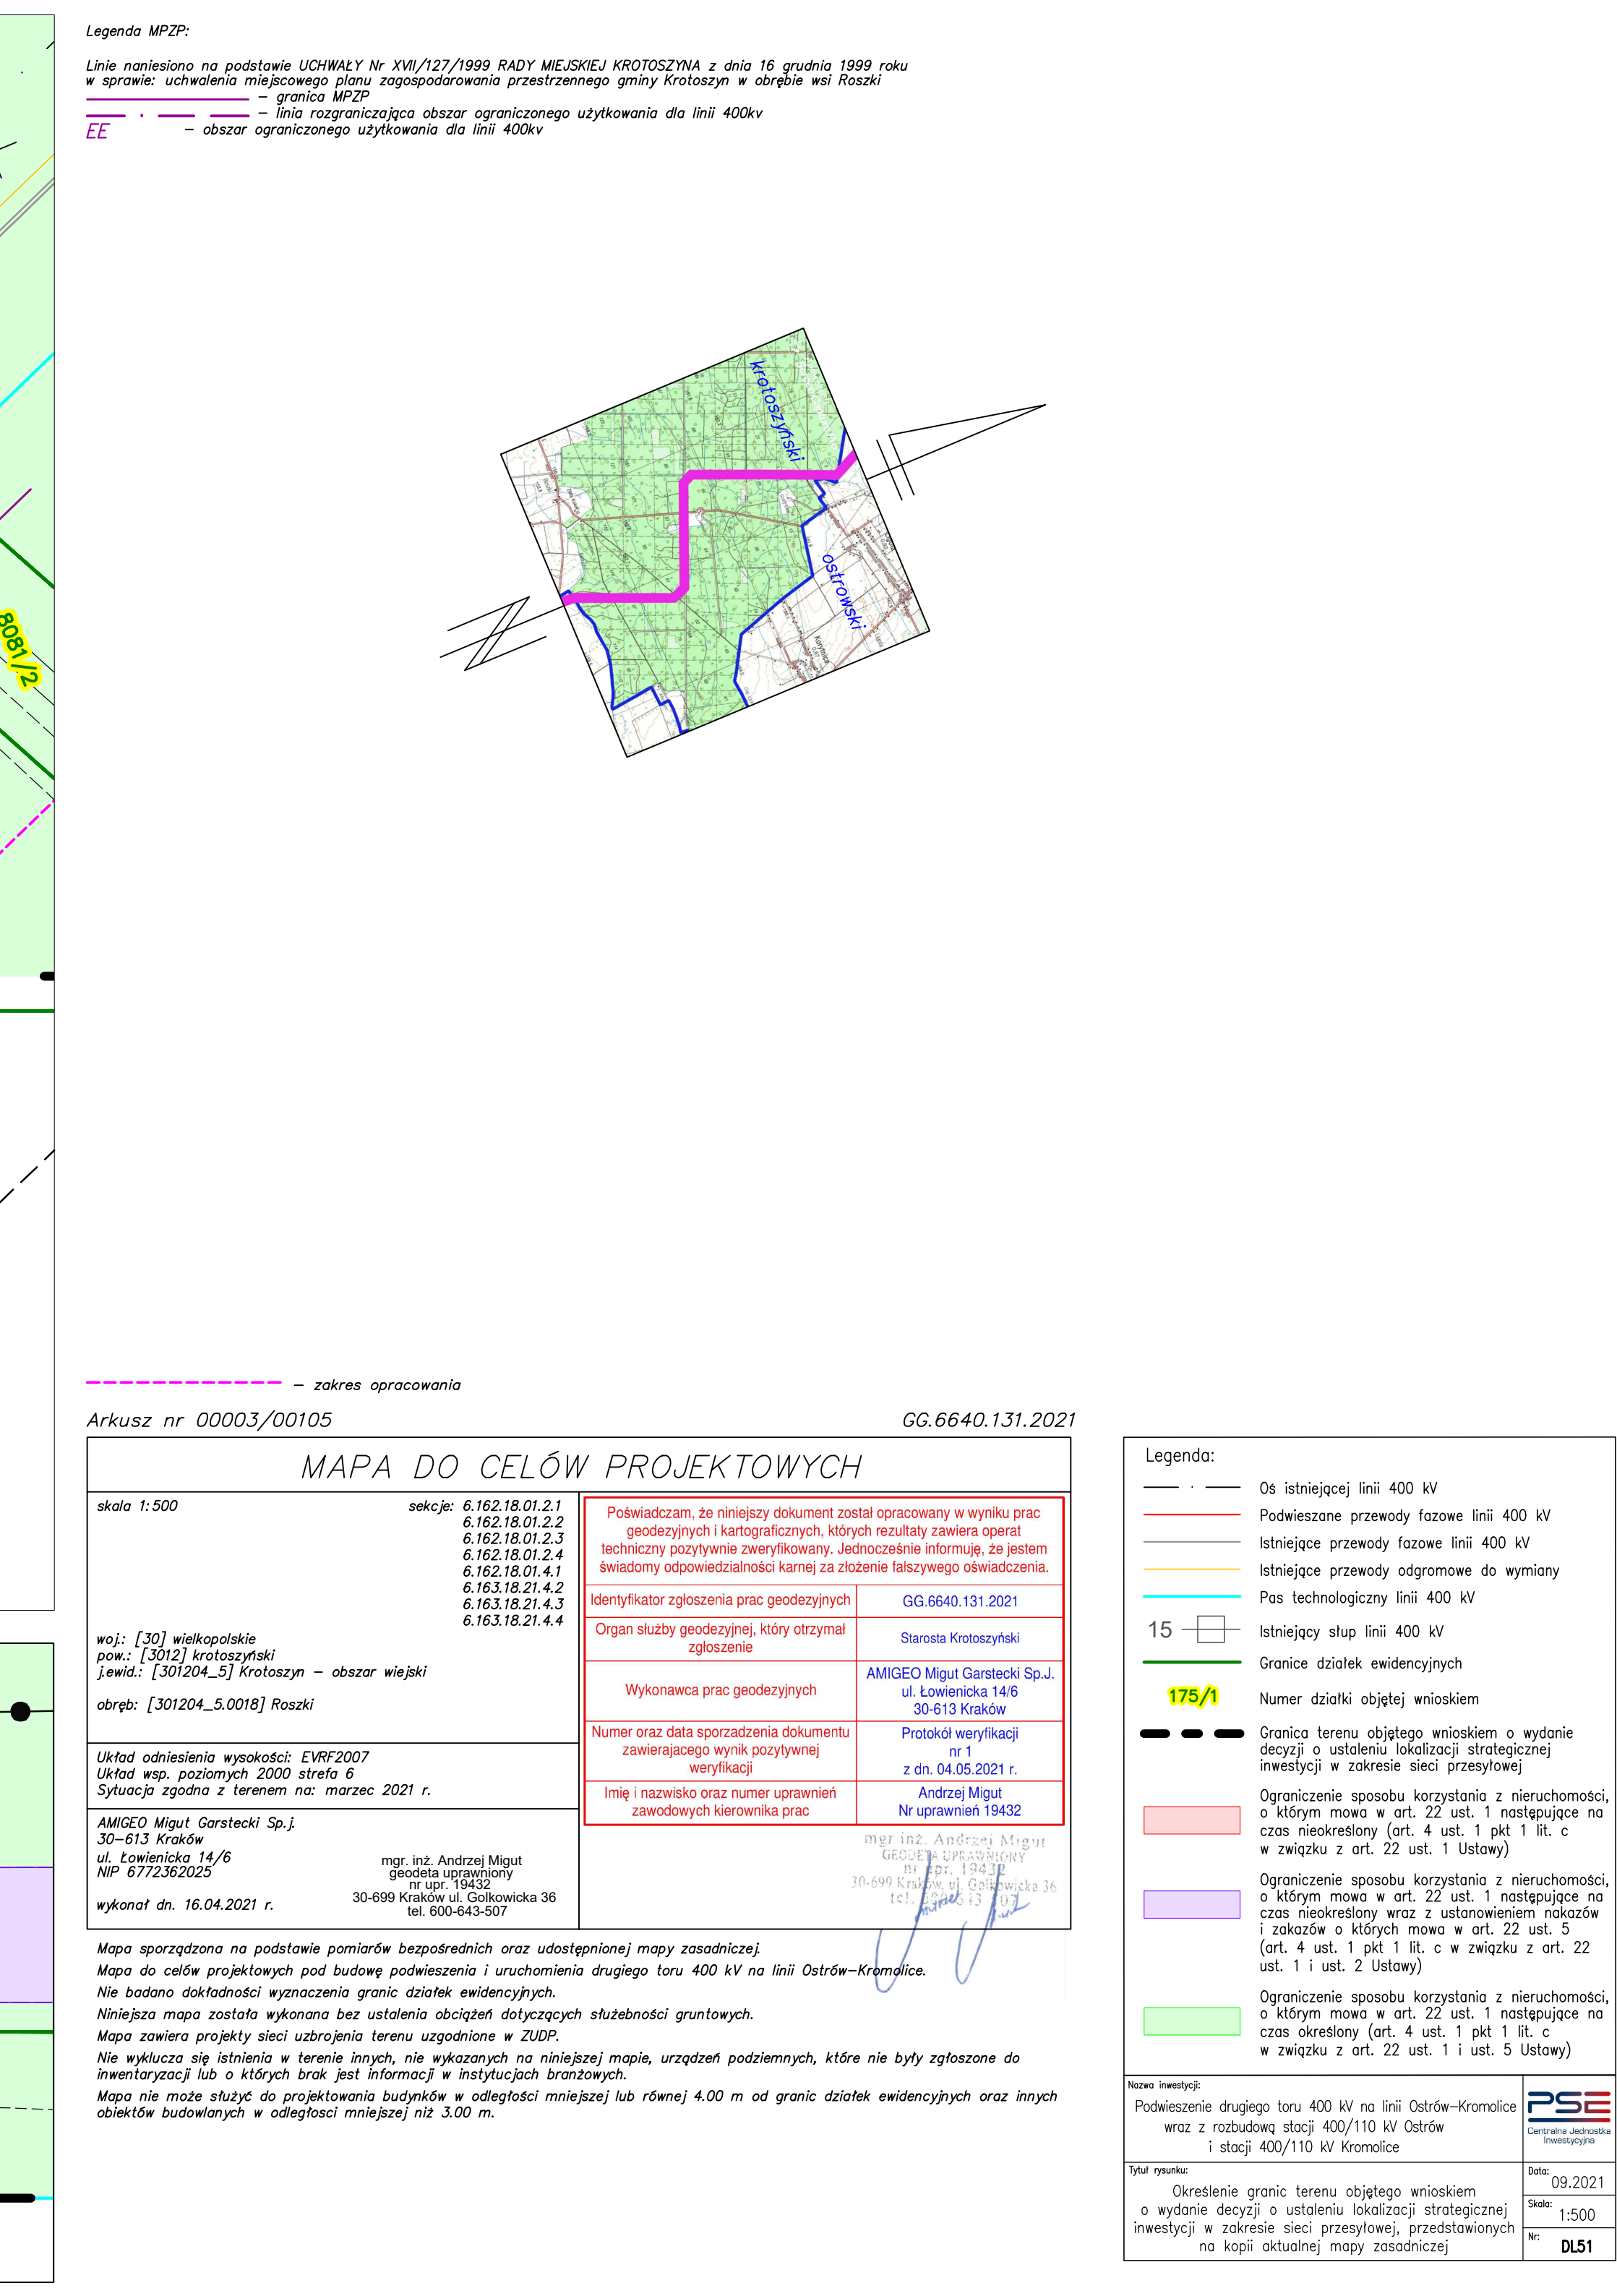 Legenda MPZP:
Linie naniesiono na podstawie UCHWAŁY Nr XVII/127/1999 RADY MIEJSKIEJ KROTOSZYNA z dnia 16 grudnia 1999 roku
w sprawie: uchwalenia miejscowego planu zagospodarowania przestrzennego gminy Krotoszyn w obrębie wsi Roszki
– granica MPZP
– linia rozgraniczająca obszar ograniczonego użytkowania dla linii 400kv
EE – obszar ograniczonego użytkowania dla linii 400kv
krotoszyński
ostrowski
Korytnica
N
8081/2
– zakres opracowania
Arkusz nr 00003/00105
GG.6640.131.2021
MAPA DO CELÓW PROJEKTOWYCH
skala 1:500
sekcje: 6.162.18.01.2.1
6.162.18.01.2.2
6.162.18.01.2.3
6.162.18.01.2.4
6.162.18.01.4.1
6.163.18.21.4.2
6.163.18.21.4.3
6.163.18.21.4.4
woj.: [30] wielkopolskie
pow.: [3012] krotoszyński
j.ewid.: [301204_5] Krotoszyn – obszar wiejski
obręb: [301204_5.0018] Roszki
Układ odniesienia wysokości: EVRF2007
Układ wsp. poziomych 2000 strefa 6
Sytuacja zgodna z terenem na: marzec 2021 r.
AMIGEO Migut Garstecki Sp.j.
30–613 Kraków
ul. Łowienicka 14/6
NIP 6772362025
wykonał dn. 16.04.2021 r.
mgr. inż. Andrzej Migut
geodeta uprawniony
nr upr. 19432
30-699 Kraków ul. Golkowicka 36
tel. 600-643-507
Poświadczam, że niniejszy dokument został opracowany w wyniku prac
geodezyjnych i kartograficznych, których rezultaty zawiera operat
techniczny pozytywnie zweryfikowany. Jednocześnie informuję, że jestem
świadomy odpowiedzialności karnej za złożenie fałszywego oświadczenia.
Identyfikator zgłoszenia prac geodezyjnych
GG.6640.131.2021
Organ służby geodezyjnej, który otrzymał
zgłoszenie
Starosta Krotoszyński
Wykonawca prac geodezyjnych
AMIGEO Migut Garstecki Sp.J.
ul. Łowienicka 14/6
30-613 Kraków
Numer oraz data sporzadzenia dokumentu
zawierajacego wynik pozytywnej
weryfikacji
Protokół weryfikacji
nr 1
z dn. 04.05.2021 r.
Imię i nazwisko oraz numer uprawnień
zawodowych kierownika prac
Andrzej Migut
Nr uprawnień 19432
mgr inż. Andrzej Migut
GEODETA UPRAWNIONY
nr upr. 19432
30-699 Kraków, ul. Golkowicka 36
Mapa sporządzona na podstawie pomiarów bezpośrednich oraz udostępnionej mapy zasadniczej.
Mapa do celów projektowych pod budowę podwieszenia i uruchomienia drugiego toru 400 kV na linii Ostrów–Kromolice.
Nie badano dokładności wyznaczenia granic działek ewidencyjnych.
Niniejsza mapa została wykonana bez ustalenia obciążeń dotyczących służebności gruntowych.
Mapa zawiera projekty sieci uzbrojenia terenu uzgodnione w ZUDP.
Nie wyklucza się istnienia w terenie innych, nie wykazanych na niniejszej mapie, urządzeń podziemnych, które nie były zgłoszone do
inwentaryzacji lub o których brak jest informacji w instytucjach branżowych.
Mapa nie może służyć do projektowania budynków w odległości mniejszej lub równej 4.00 m od granic działek ewidencyjnych oraz innych
obiektów budowlanych w odległosci mniejszej niż 3.00 m.
Legenda:
Oś istniejącej linii 400 kV
Podwieszane przewody fazowe linii 400 kV
Istniejące przewody fazowe linii 400 kV
Istniejące przewody odgromowe do wymiany
Pas technologiczny linii 400 kV
15 Istniejący słup linii 400 kV
Granice działek ewidencyjnych
175/1 Numer działki objętej wnioskiem
Granica terenu objętego wnioskiem o wydanie
decyzji o ustaleniu lokalizacji strategicznej
inwestycji w zakresie sieci przesyłowej
Ograniczenie sposobu korzystania z nieruchomości,
o którym mowa w art. 22 ust. 1 następujące na
czas nieokreślony (art. 4 ust. 1 pkt 1 lit. c
w związku z art. 22 ust. 1 Ustawy)
Ograniczenie sposobu korzystania z nieruchomości,
o którym mowa w art. 22 ust. 1 następujące na
czas nieokreślony wraz z ustanowieniem nakazów
i zakazów o których mowa w art. 22 ust. 5
(art. 4 ust. 1 pkt 1 lit. c w związku z art. 22
ust. 1 i ust. 2 Ustawy)
Ograniczenie sposobu korzystania z nieruchomości,
o którym mowa w art. 22 ust. 1 następujące na
czas określony (art. 4 ust. 1 pkt 1 lit. c
w związku z art. 22 ust. 1 i ust. 5 Ustawy)
Nazwa inwestycji:
Podwieszenie drugiego toru 400 kV na linii Ostrów–Kromolice
wraz z rozbudową stacji 400/110 kV Ostrów
i stacji 400/110 kV Kromolice
PSE
Centralna Jednostka
Inwestycyjna
Tytuł rysunku:
Określenie granic terenu objętego wnioskiem
o wydanie decyzji o ustaleniu lokalizacji strategicznej
inwestycji w zakresie sieci przesyłowej, przedstawionych
na kopii aktualnej mapy zasadniczej
Data:
09.2021
Skala:
1:500
Nr:
DL51